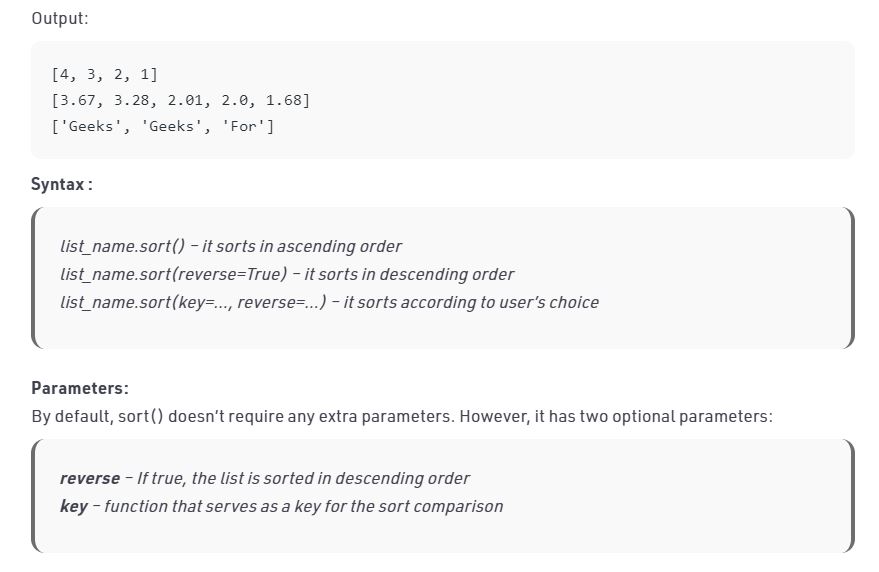 Output:
[4, 3, 2, 1]
[3.67, 3.28, 2.01, 2.0, 1.68]
['Geeks', 'Geeks', 'For']
Syntax :
list_name.sort() – it sorts in ascending order
list_name.sort(reverse=True) – it sorts in descending order
list_name.sort(key=…, reverse=…) – it sorts according to user’s choice
Parameters:
By default, sort() doesn’t require any extra parameters. However, it has two optional parameters:
reverse – If true, the list is sorted in descending order
key – function that serves as a key for the sort comparison